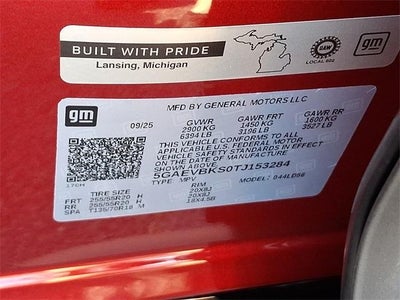 BUILT WITH PRIDE
Lansing, Michigan
UAW
LOCAL 602
gm
gm
MFD BY GENERAL MOTORS LLC
09/25
GVWR GAWR FRT GAWR RR
2900 KG 1450 KG 1600 KG
6394 LB 3196 LB 3527 LB
THIS VEHICLE CONFORMS TO ALL APPLICABLE U.S.
FEDERAL MOTOR VEHICLE SAFETY STANDARDS IN EFFECT
ON THE DATE OF MANUFACTURE SHOWN ABOVE.
5GAEVBKS0TJ153284
TYPE: MPV MODEL: 044LD56
17CH
TIRE SIZE RIM
FRT 255/55R20 H 20X8J
RR 255/55R20 H 20X8J
SPA T135/70R18 M 18X4.5B